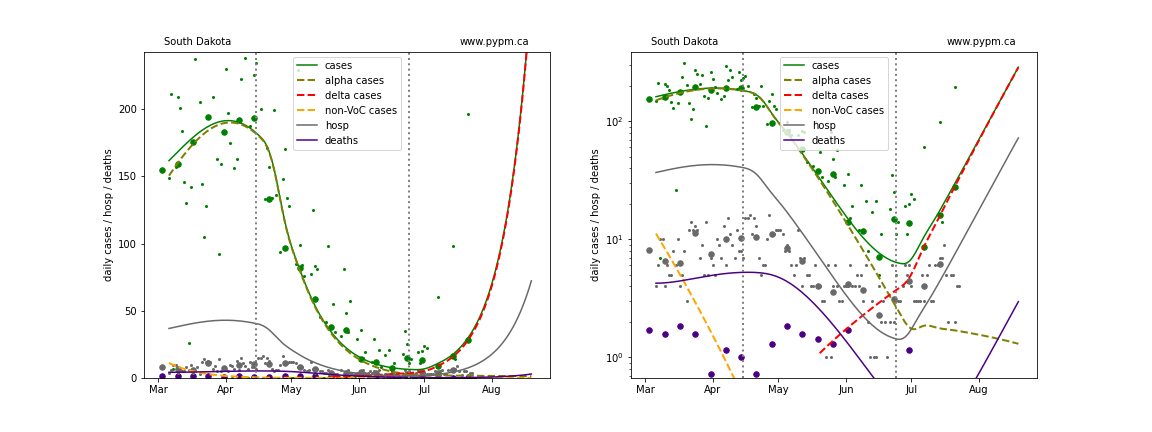 South Dakota www.pypm.ca
daily cases / hosp / deaths
200
150
100
50
0
cases
alpha cases
delta cases
non-VoC cases
hosp
deaths
Mar Apr May Jun Jul Aug
South Dakota www.pypm.ca
daily cases / hosp / deaths
10²
10¹
10⁰
cases
alpha cases
delta cases
non-VoC cases
hosp
deaths
Mar Apr May Jun Jul Aug